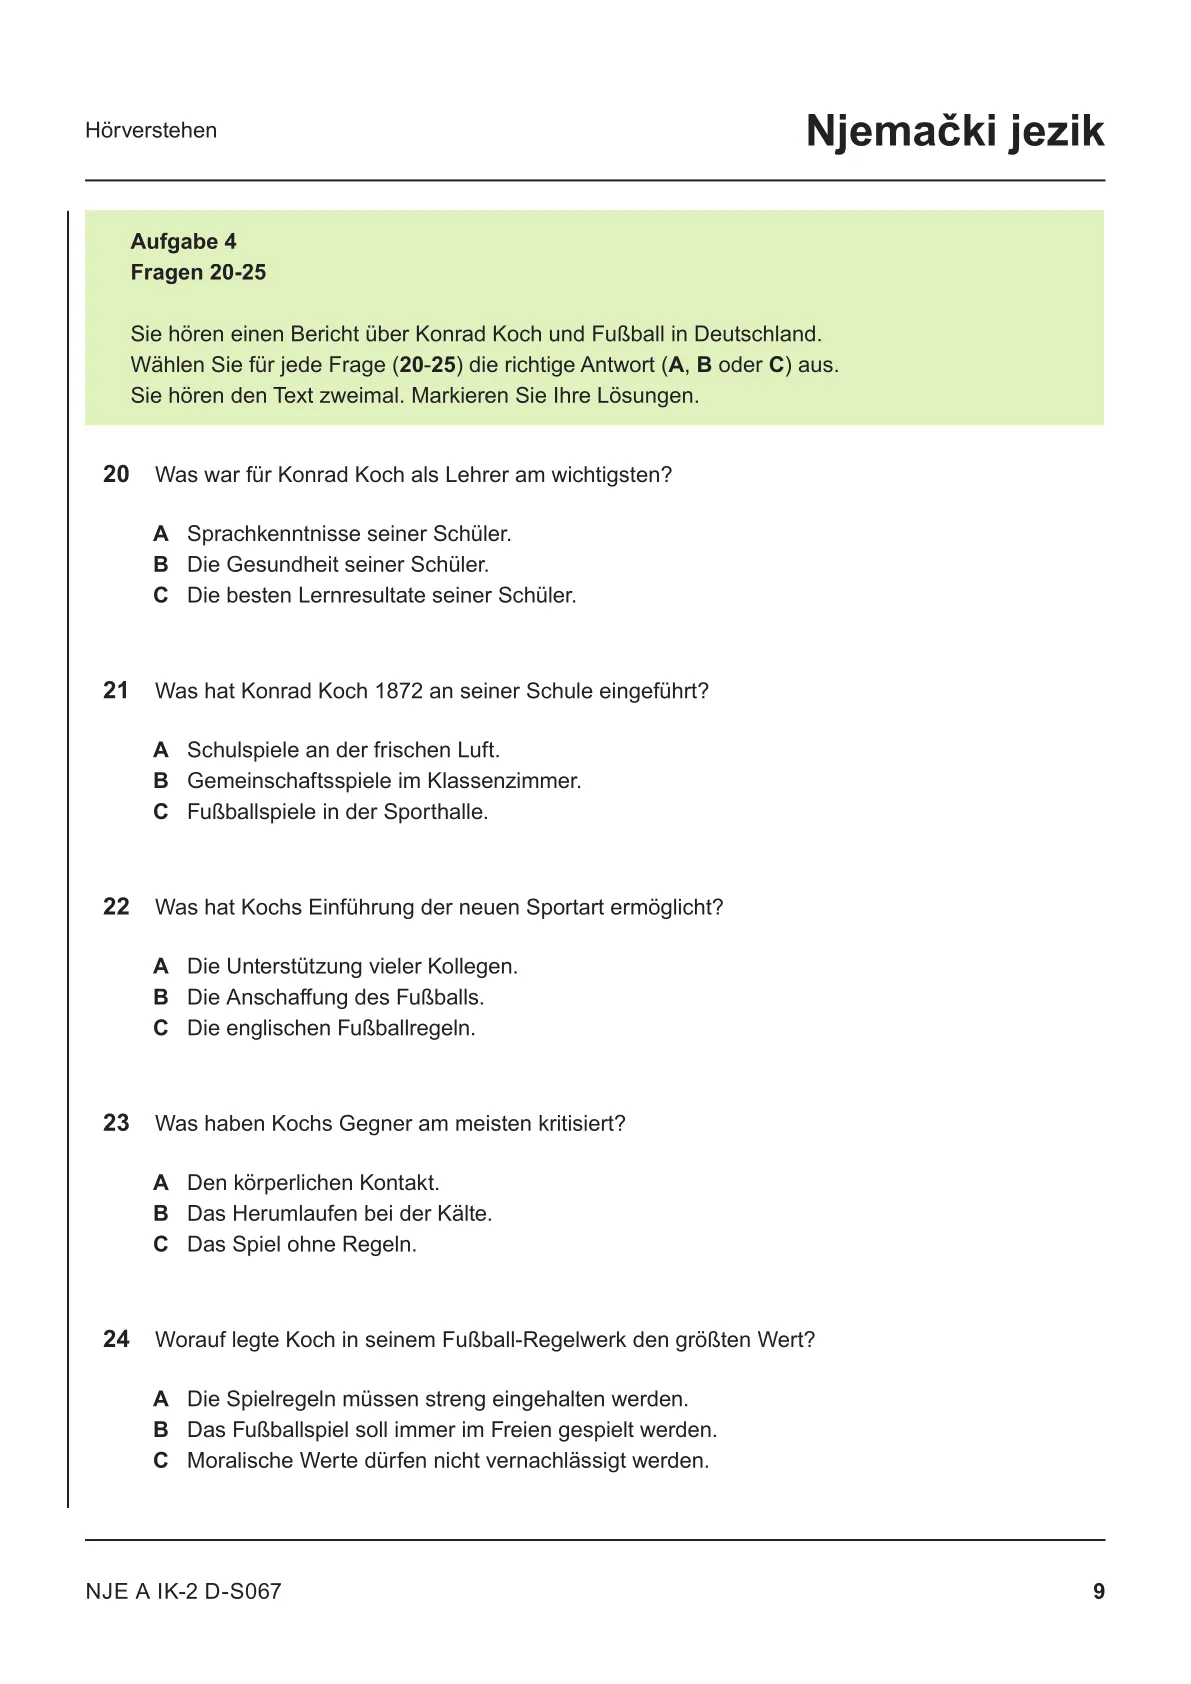 Hörverstehen
Njemački jezik
Aufgabe 4
Fragen 20-25
Sie hören einen Bericht über Konrad Koch und Fußball in Deutschland.
Wählen Sie für jede Frage (20-25) die richtige Antwort (A, B oder C) aus.
Sie hören den Text zweimal. Markieren Sie Ihre Lösungen.
20 Was war für Konrad Koch als Lehrer am wichtigsten?
A Sprachkenntnisse seiner Schüler.
B Die Gesundheit seiner Schüler.
C Die besten Lernresultate seiner Schüler.
21 Was hat Konrad Koch 1872 an seiner Schule eingeführt?
A Schulspiele an der frischen Luft.
B Gemeinschaftsspiele im Klassenzimmer.
C Fußballspiele in der Sporthalle.
22 Was hat Kochs Einführung der neuen Sportart ermöglicht?
A Die Unterstützung vieler Kollegen.
B Die Anschaffung des Fußballs.
C Die englischen Fußballregeln.
23 Was haben Kochs Gegner am meisten kritisiert?
A Den körperlichen Kontakt.
B Das Herumlaufen bei der Kälte.
C Das Spiel ohne Regeln.
24 Worauf legte Koch in seinem Fußball-Regelwerk den größten Wert?
A Die Spielregeln müssen streng eingehalten werden.
B Das Fußballspiel soll immer im Freien gespielt werden.
C Moralische Werte dürfen nicht vernachlässigt werden.
NJE A IK-2 D-S067
9